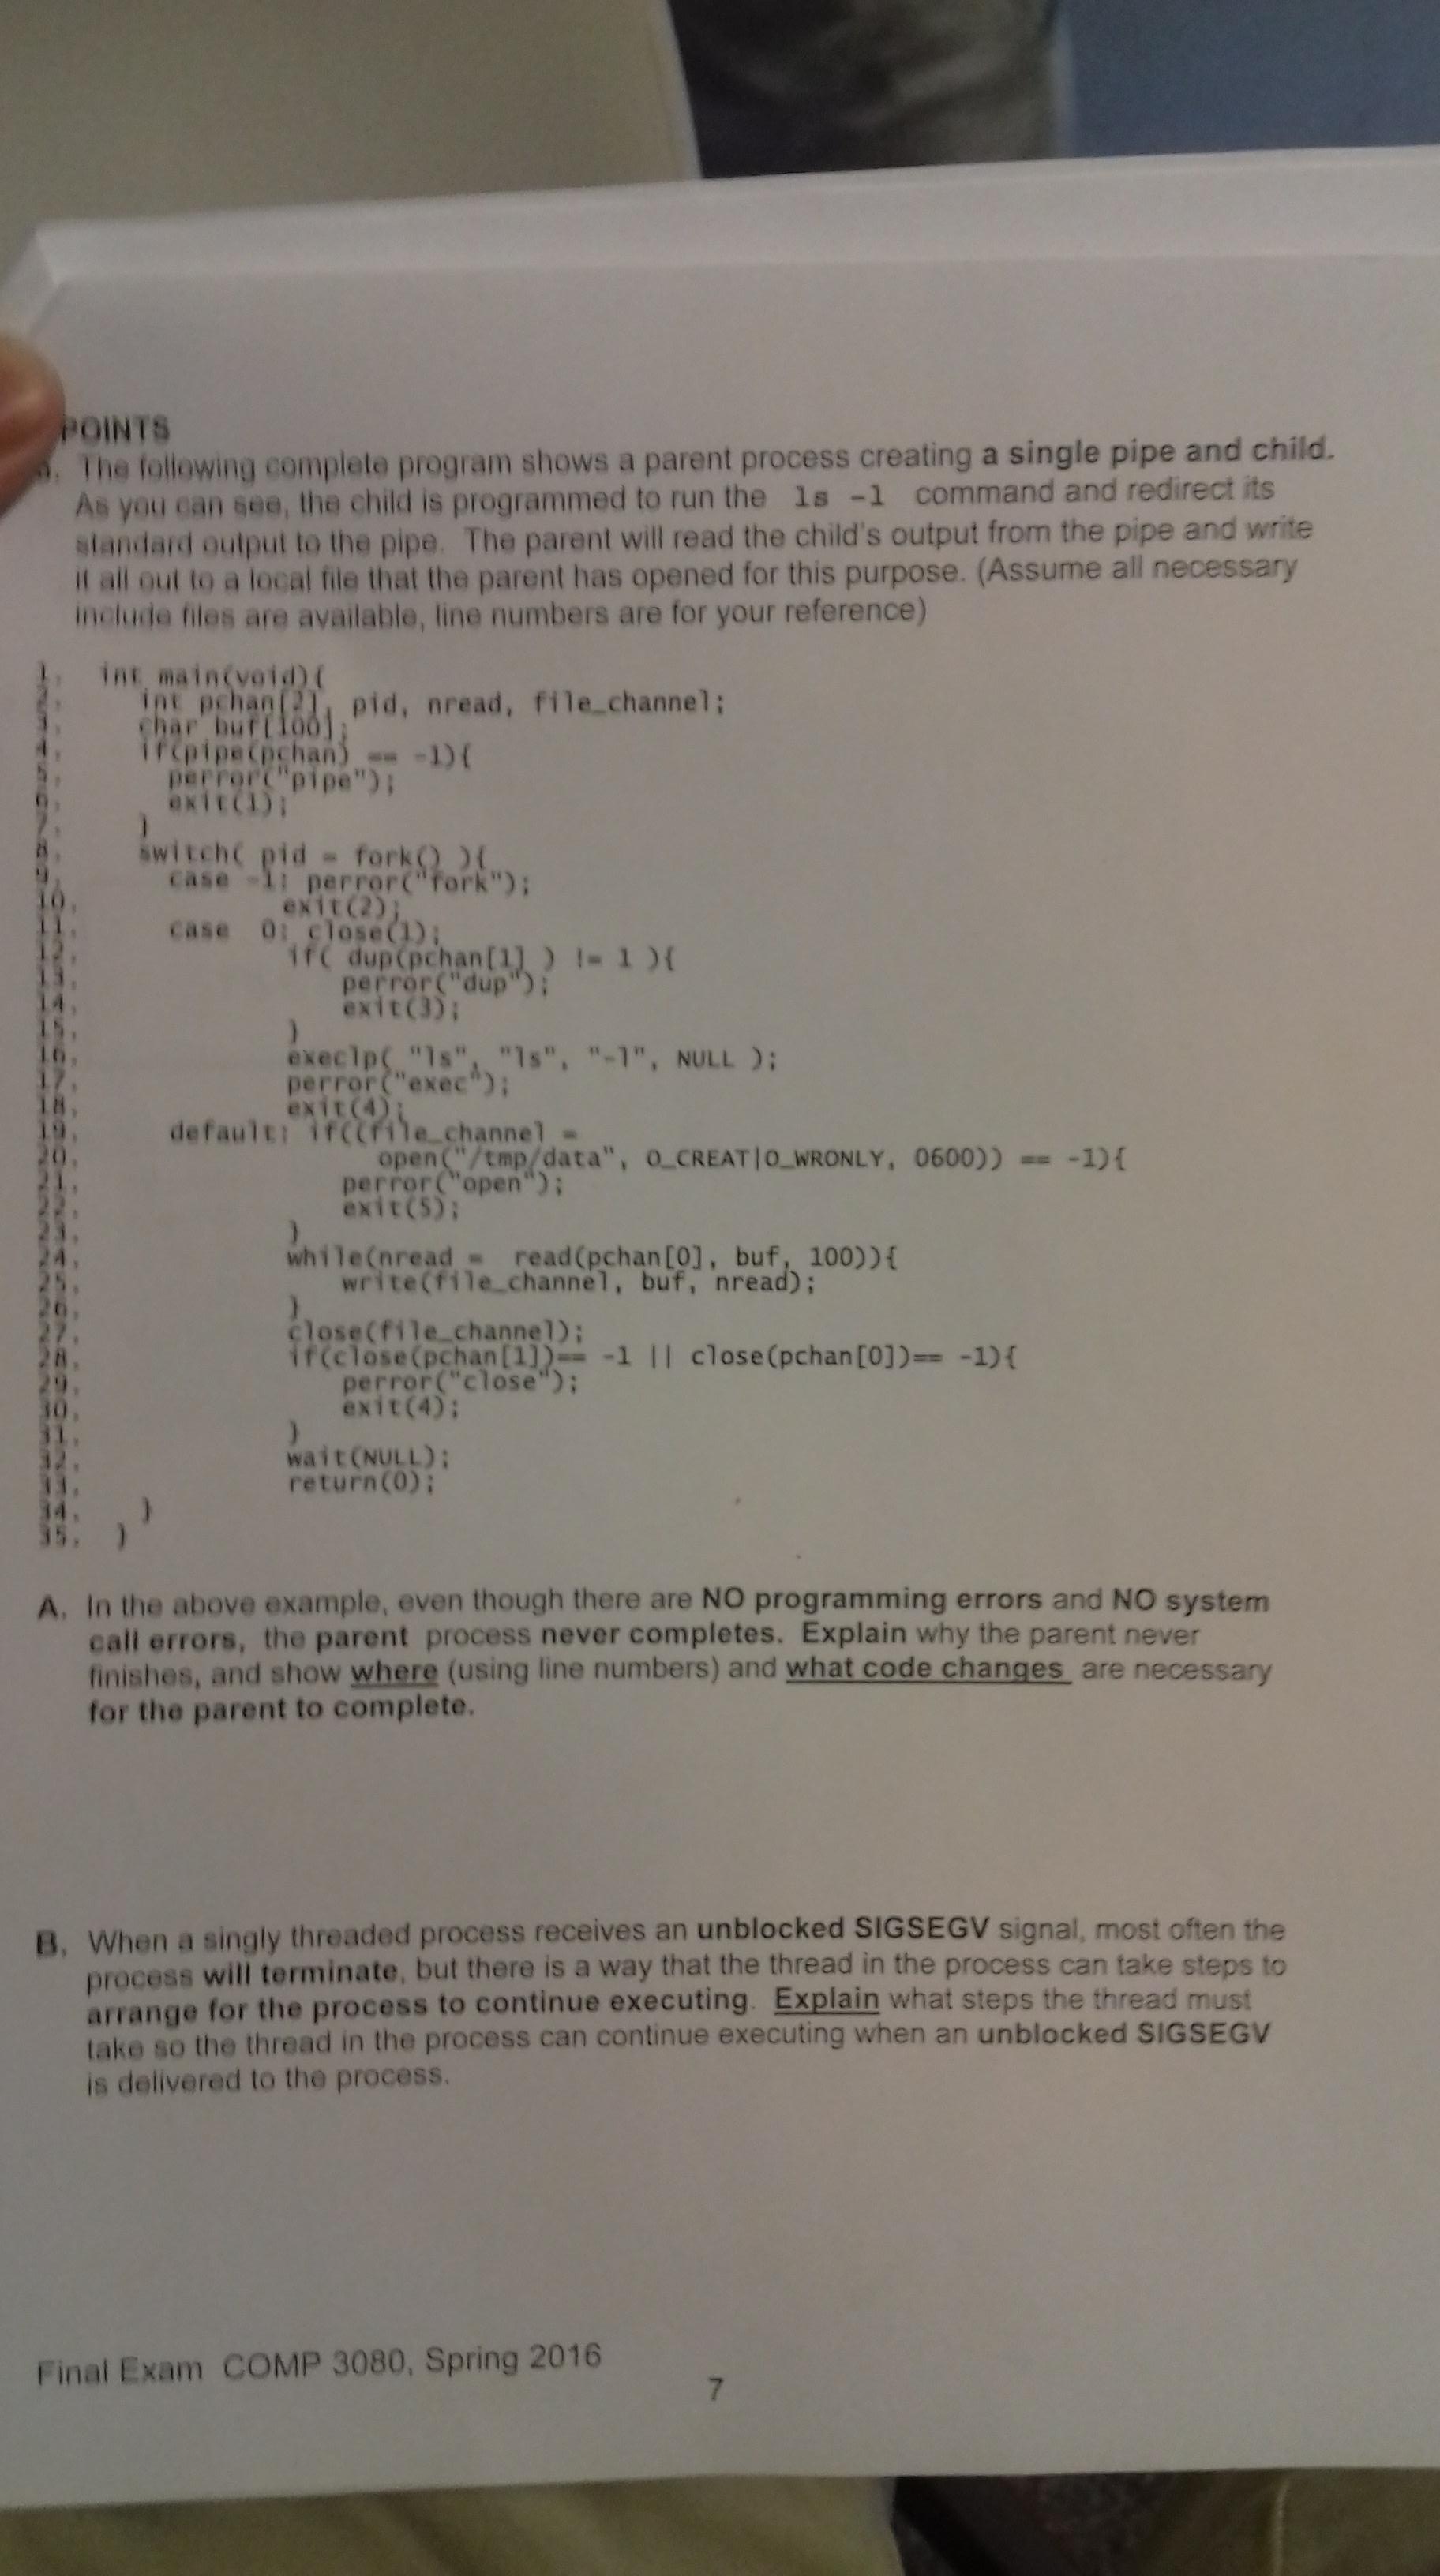 POINTS
The following complete program shows a parent process creating a single pipe and child.
As you can see, the child is programmed to run the ls -l command and redirect its
standard output to the pipe. The parent will read the child's output from the pipe and write
it all out to a local file that the parent has opened for this purpose. (Assume all necessary
include files are available, line numbers are for your reference)
1. int main(void){
2. int pchan[2], pid, nread, file_channel;
3. char buf[100];
4. if(pipe(pchan) == -1){
5. perror("pipe");
6. exit(1);
7. }
8. switch( pid = fork() ){
9. case -1: perror("fork");
10. exit(2);
11. case 0: close(1);
12. if( dup(pchan[1] ) != 1 ){
13. perror("dup");
14. exit(3);
15. }
16. execlp( "ls", "ls", "-l", NULL );
17. perror("exec");
18. exit(4);
19. default: if((file_channel =
20. open("/tmp/data", O_CREAT|O_WRONLY, 0600)) == -1){
21. perror("open");
22. exit(5);
23. }
24. while(nread = read(pchan[0], buf, 100)){
25. write(file_channel, buf, nread);
26. }
27. close(file_channel);
28. if(close(pchan[1])== -1 || close(pchan[0])== -1){
29. perror("close");
30. exit(4);
31. }
32. wait(NULL);
33. return(0);
34. }
35. }
A. In the above example, even though there are NO programming errors and NO system
call errors, the parent process never completes. Explain why the parent never
finishes, and show where (using line numbers) and what code changes are necessary
for the parent to complete.
B. When a singly threaded process receives an unblocked SIGSEGV signal, most often the
process will terminate, but there is a way that the thread in the process can take steps to
arrange for the process to continue executing. Explain what steps the thread must
take so the thread in the process can continue executing when an unblocked SIGSEGV
is delivered to the process.
Final Exam COMP 3080, Spring 2016
7